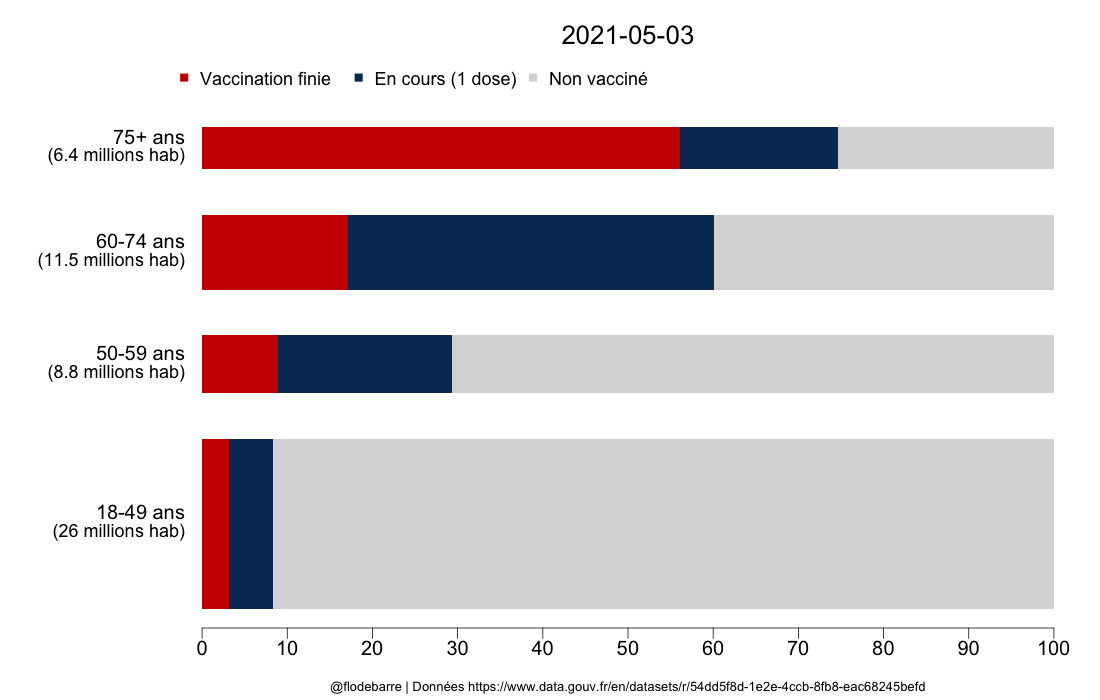 2021-05-03
Vaccination finie En cours (1 dose) Non vacciné
75+ ans
(6.4 millions hab)
60-74 ans
(11.5 millions hab)
50-59 ans
(8.8 millions hab)
18-49 ans
(26 millions hab)
0 10 20 30 40 50 60 70 80 90 100
@flodebarre | Données https://www.data.gouv.fr/en/datasets/r/54dd5f8d-1e2e-4ccb-8fb8-eac68245befd